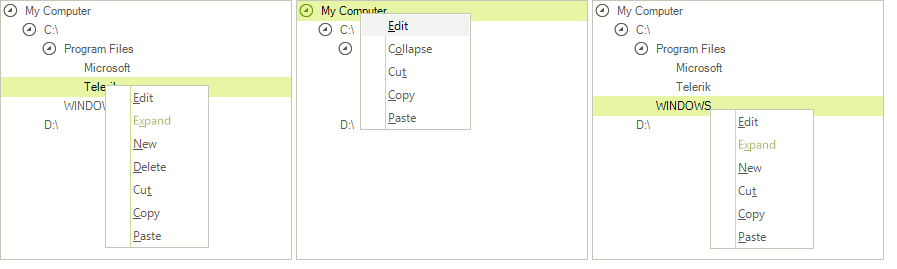 My Computer
C:\
Program Files
Microsoft
Telerik
WINDOW
D:\
Edit
Expand
New
Delete
Cut
Copy
Paste
My Computer
C:\
D:\
Edit
Collapse
Cut
Copy
Paste
My Computer
C:\
Program Files
Microsoft
Telerik
WINDOWS
D:\
Edit
Expand
New
Cut
Copy
Paste